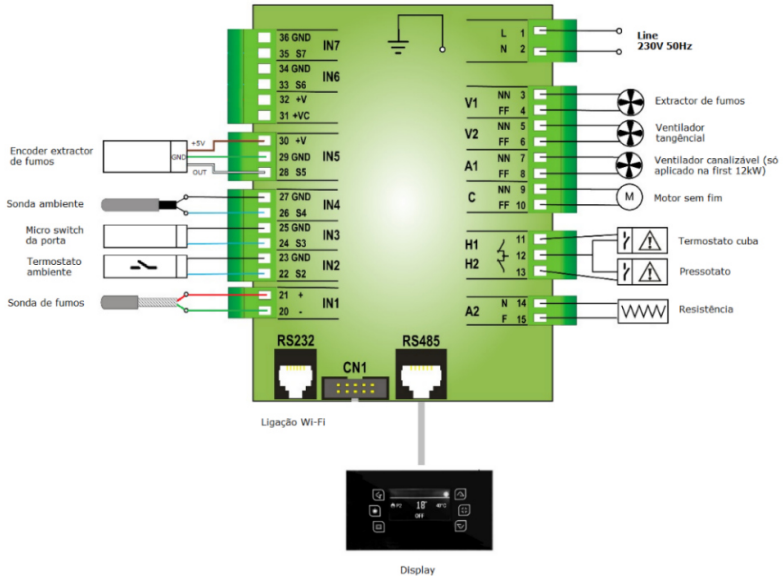 36 GND
IN7
35 S7
34 GND
IN6
33 S6
32 +V
31 +VC
30 +V
29 GND
IN5
28 S5
27 GND
IN4
26 S4
25 GND
IN3
24 S3
23 GND
IN2
22 S2
21 +
IN1
20 -
Encoder extractor
de fumos
+5V
GND
OUT
Sonda ambiente
Micro switch
da porta
Termostato
ambiente
Sonda de fumos
L 1
N 2
Line
230V 50Hz
V1
NN 3
FF 4
Extractor de fumos
V2
NN 5
FF 6
Ventilador
tangêncial
A1
NN 7
FF 8
Ventilador canalizável (só
aplicado na first 12kW)
C
NN 9
FF 10
M
Motor sem fim
H1
11
12
H2
13
Termostato cuba
Pressotato
A2
N 14
F 15
Resistência
RS232
CN1
RS485
Ligação Wi-Fi
18°
OFF
Display